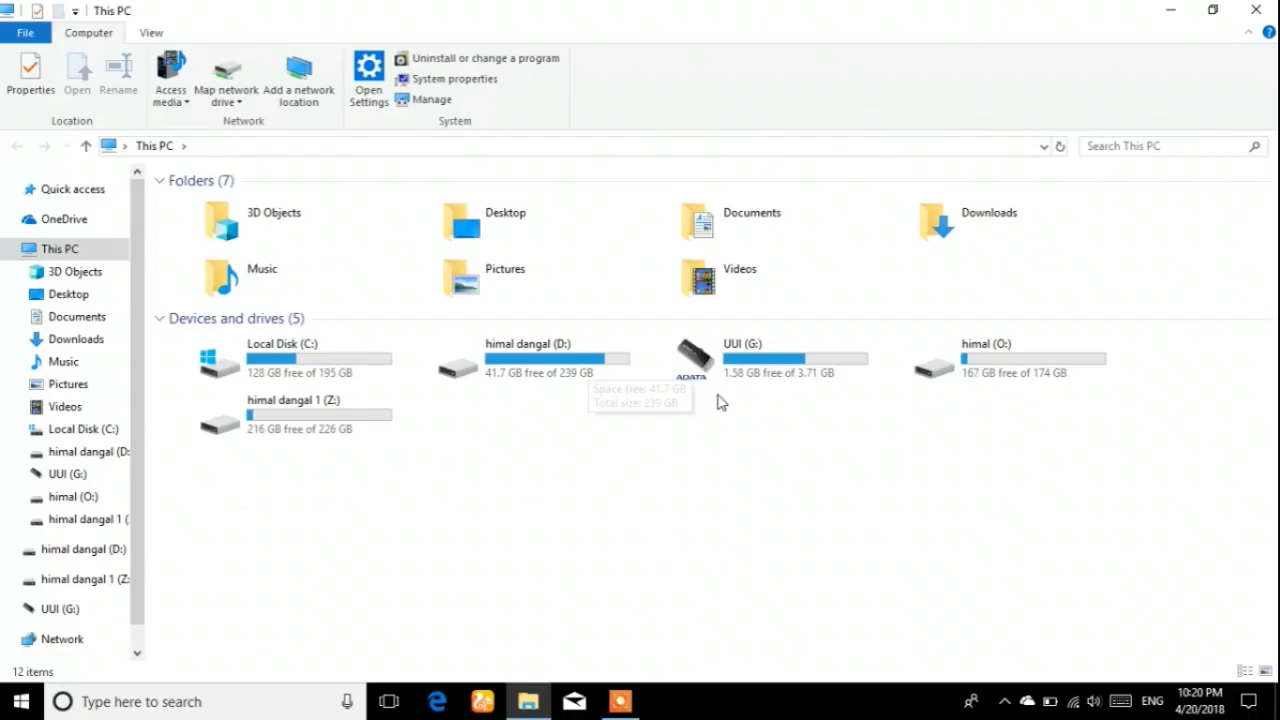 This PC
File Computer View
Properties Open Rename Access media Map network drive Add a network location Open Settings Uninstall or change a program
System properties
Manage
Location Network System
This PC Search This PC
Quick access
OneDrive
This PC
3D Objects
Desktop
Documents
Downloads
Music
Pictures
Videos
Local Disk (C:)
himal dangal (D:
UUI (G:)
himal (O:)
himal dangal 1 (
himal dangal (D:)
himal dangal 1 (Z:
UUI (G:)
Network
Folders (7)
3D Objects Desktop Documents Downloads
Music Pictures Videos
Devices and drives (5)
Local Disk (C:) himal dangal (D:) UUI (G:) himal (O:)
128 GB free of 195 GB 41.7 GB free of 239 GB ADATA 1.58 GB free of 3.71 GB 167 GB free of 174 GB
Space free: 41.7 GB
Total size: 239 GB
himal dangal 1 (Z:)
216 GB free of 226 GB
12 items
Type here to search ENG 10:20 PM
4/20/2018